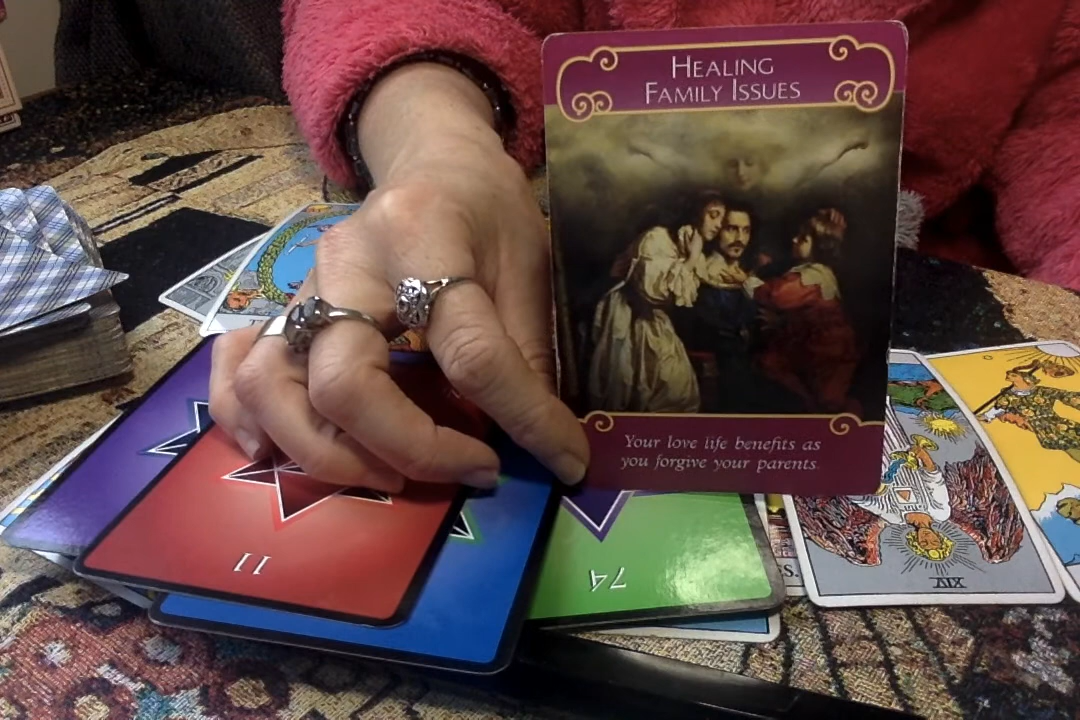 HEALING
FAMILY ISSUES
Your love life benefits as
you forgive your parents.
11
74
S.
XIV